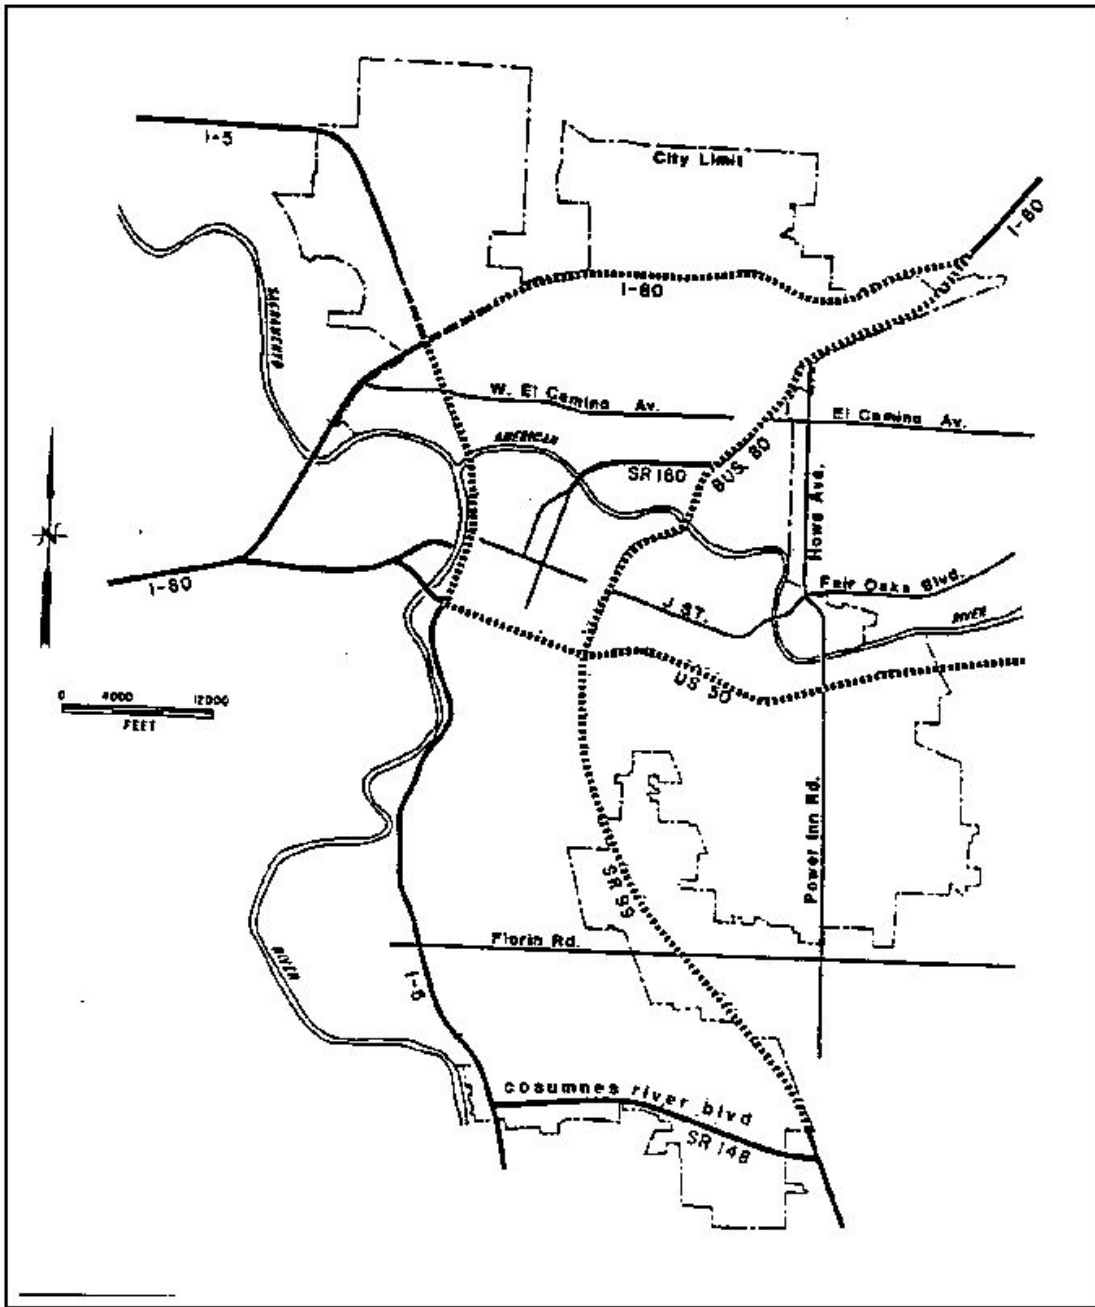 I-5
City Limit
I-80
I-80
SACRAMENTO
W. El Camino Av.
El Camino Av.
AMERICAN
SR 160
BUS. 80
Howe Ave.
N
I-80
Fair Oaks Blvd.
J ST.
RIVER
US 50
0 4000 12000
FEET
Power Inn Rd.
SR 99
Florin Rd.
RIVER
I-5
cosumnes river blvd
SR 148